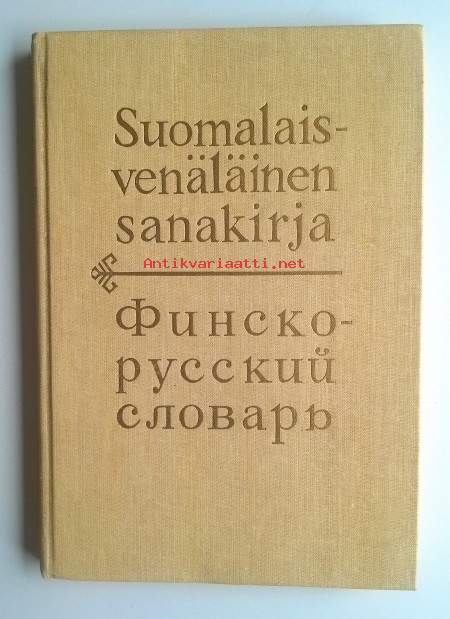 Suomalais-
venäläinen
sanakirja
Antikvariaatti.net
Финско-
русский
словарь